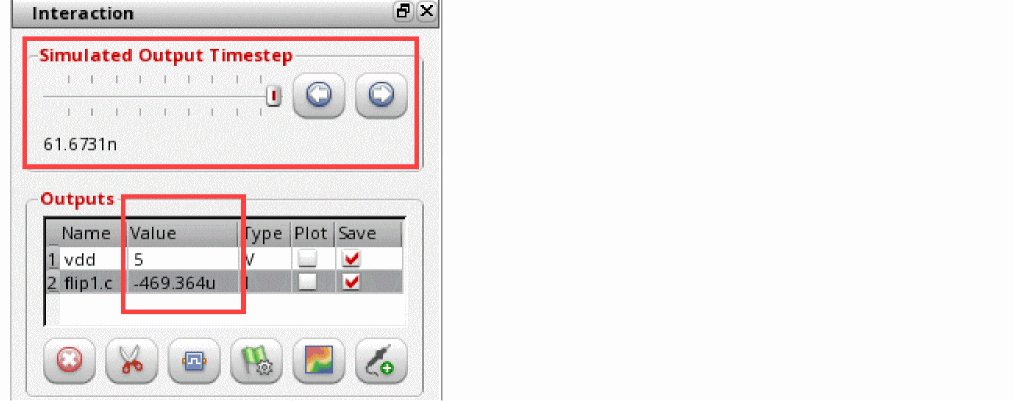 Interaction
Simulated Output Timestep
61.6731n
Outputs
Name Value Type Plot Save
1 vdd 5 V
2 flip1.c -469.364u I